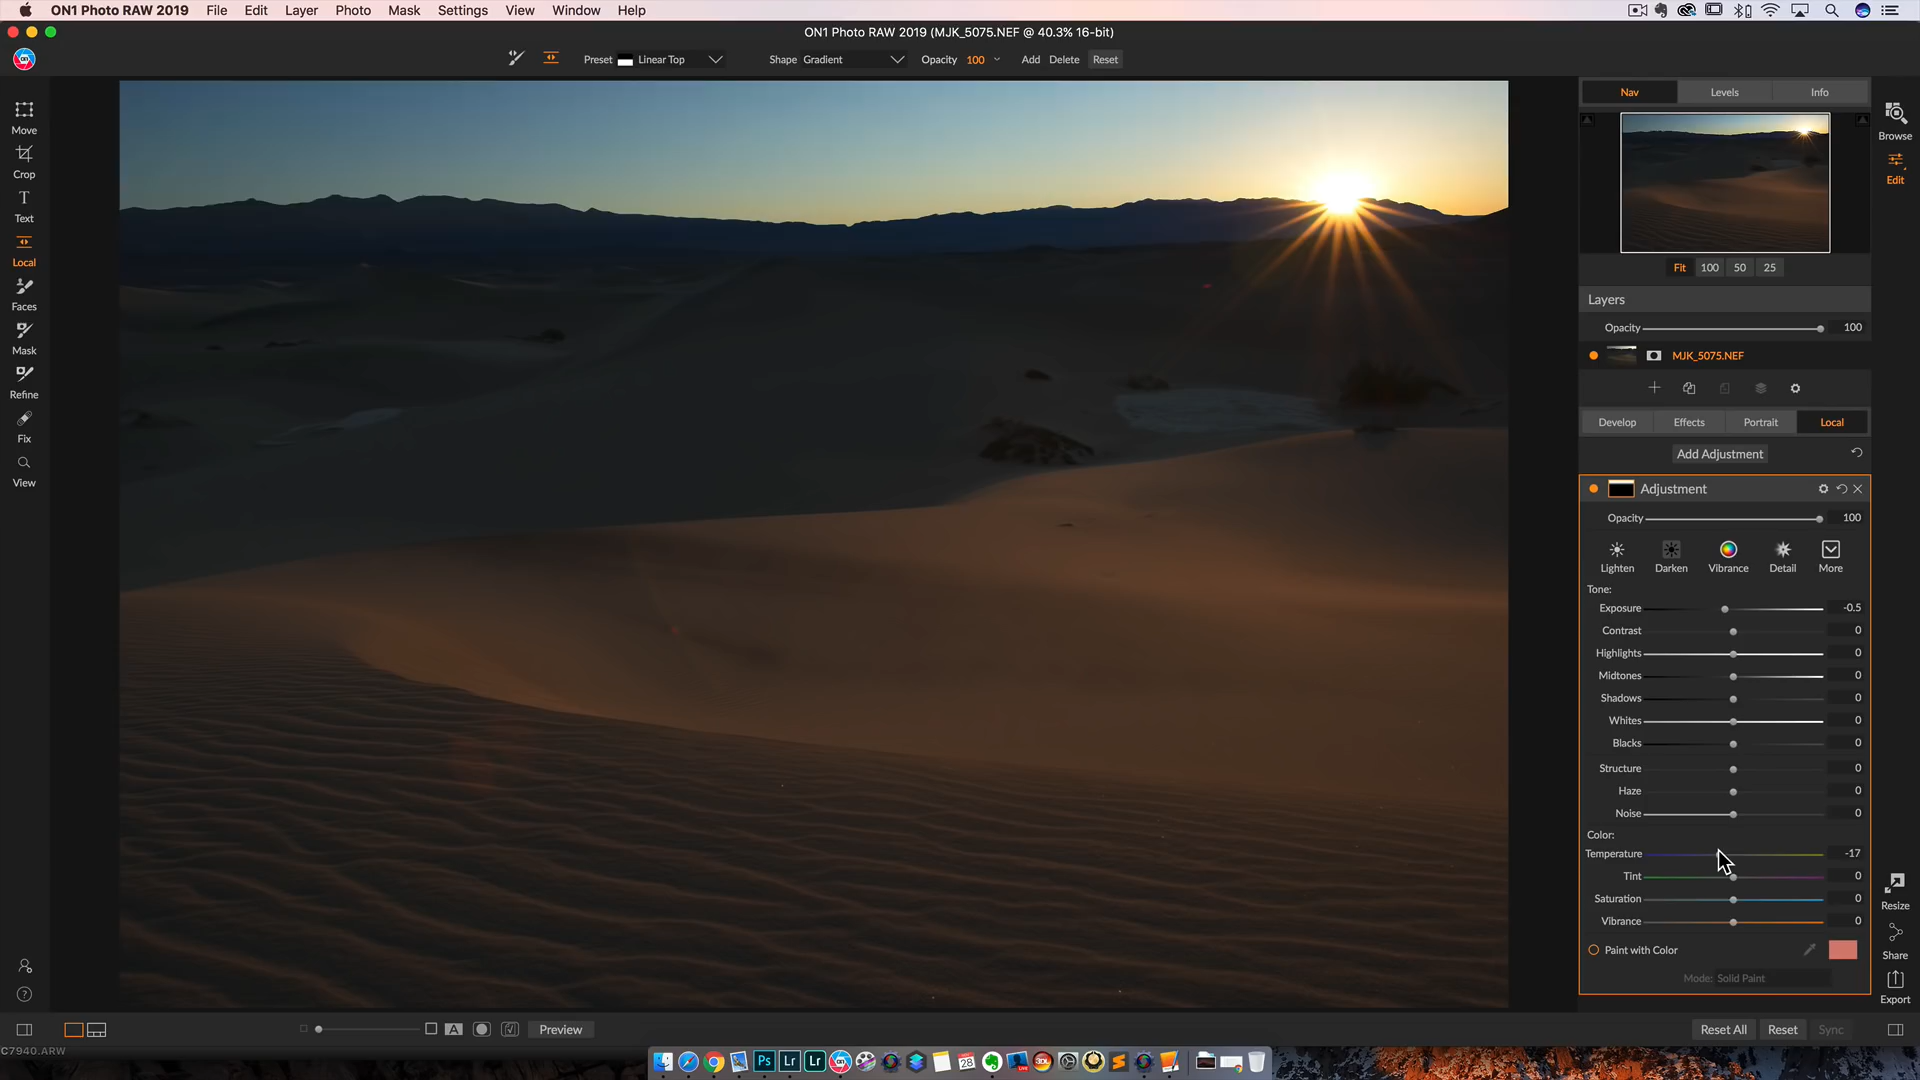 ON1 Photo RAW 2019 File Edit Layer Photo Mask Settings View Window Help
ON1 Photo RAW 2019 (MJK_5075.NEF @ 40.3% 16-bit)
ON
Preset Linear Top Shape Gradient Opacity 100 Add Delete Reset
Move
Crop
Text
Local
Faces
Mask
Refine
Fix
View
Nav Levels Info
Fit 100 50 25
Browse
Edit
Layers
Opacity 100
MJK_5075.NEF
Develop Effects Portrait Local
Add Adjustment
Adjustment
Opacity 100
Lighten Darken Vibrance Detail More
Tone:
Exposure -0.5
Contrast 0
Highlights 0
Midtones 0
Shadows 0
Whites 0
Blacks 0
Structure 0
Haze 0
Noise 0
Color:
Temperature -17
Tint 0
Saturation 0
Vibrance 0
Paint with Color
Mode: Solid Paint
Resize
Share
Export
A Preview
Reset All Reset Sync
C7940.ARW
Ps Lr Lr 28